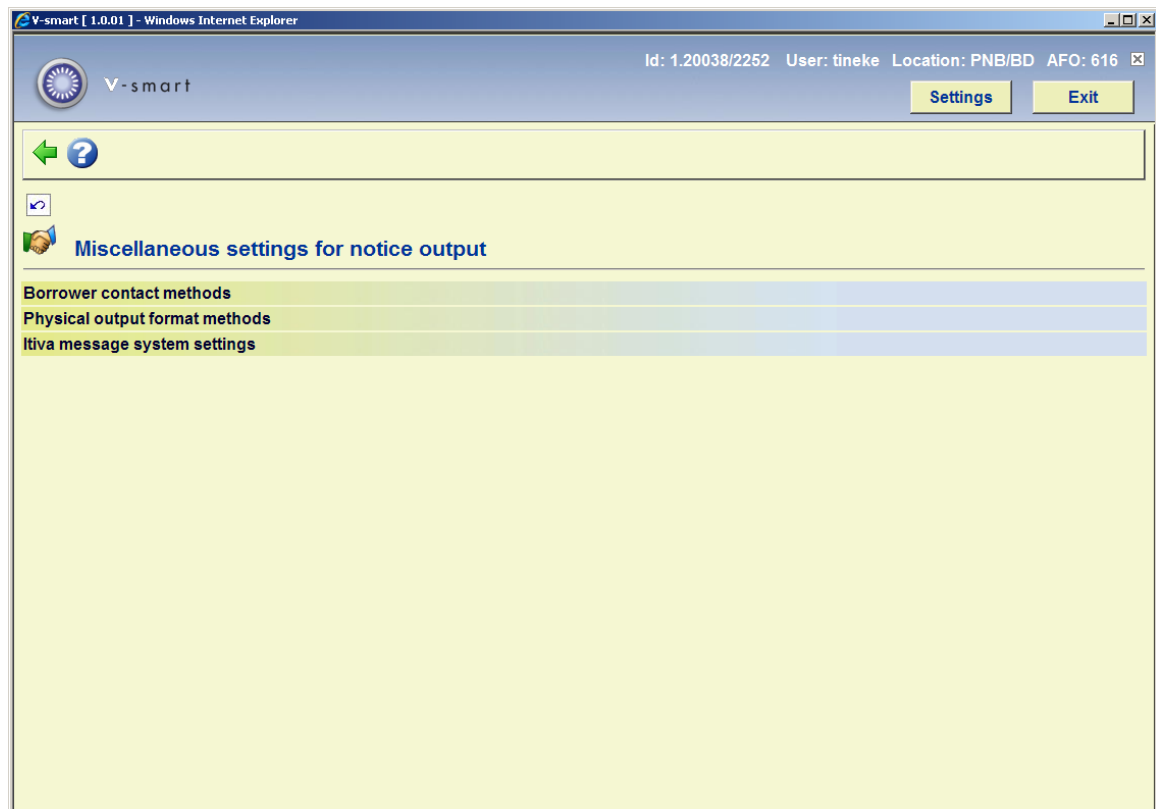 V-smart [ 1.0.01 ] - Windows Internet Explorer
Id: 1.20038/2252 User: tineke Location: PNB/BD AFO: 616
V-smart
Settings Exit
?
Miscellaneous settings for notice output
Borrower contact methods
Physical output format methods
Itiva message system settings